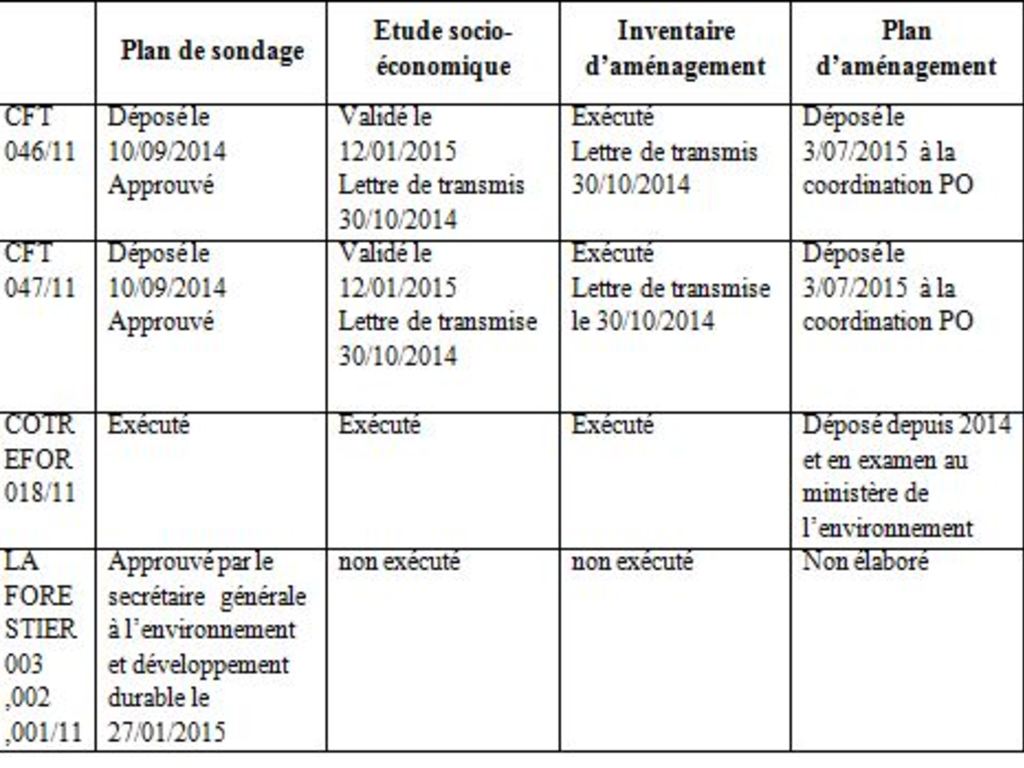 Plan de sondage
Etude socio-
économique
Inventaire
d’aménagement
Plan
d’aménagement
CFT
046/11
Déposé le
10/09/2014
Approuvé
Validé le
12/01/2015
Lettre de transmis
30/10/2014
Exécuté
Lettre de transmis
30/10/2014
Déposé le
3/07/2015 à la
coordination PO
CFT
047/11
Déposé le
10/09/2014
Approuvé
Validé le
12/01/2015
Lettre de transmise
30/10/2014
Exécuté
Lettre de transmise
le 30/10/2014
Déposé le
3/07/2015 à la
coordination PO
COTR
EFOR
018/11
Exécuté
Exécuté
Exécuté
Déposé depuis 2014
et en examen au
ministère de
l’environnement
LA
FORE
STIER
003
,002
,001/11
Approuvé par le
secrétaire générale
à l’environnement
et développement
durable le
27/01/2015
non exécuté
non exécuté
Non élaboré